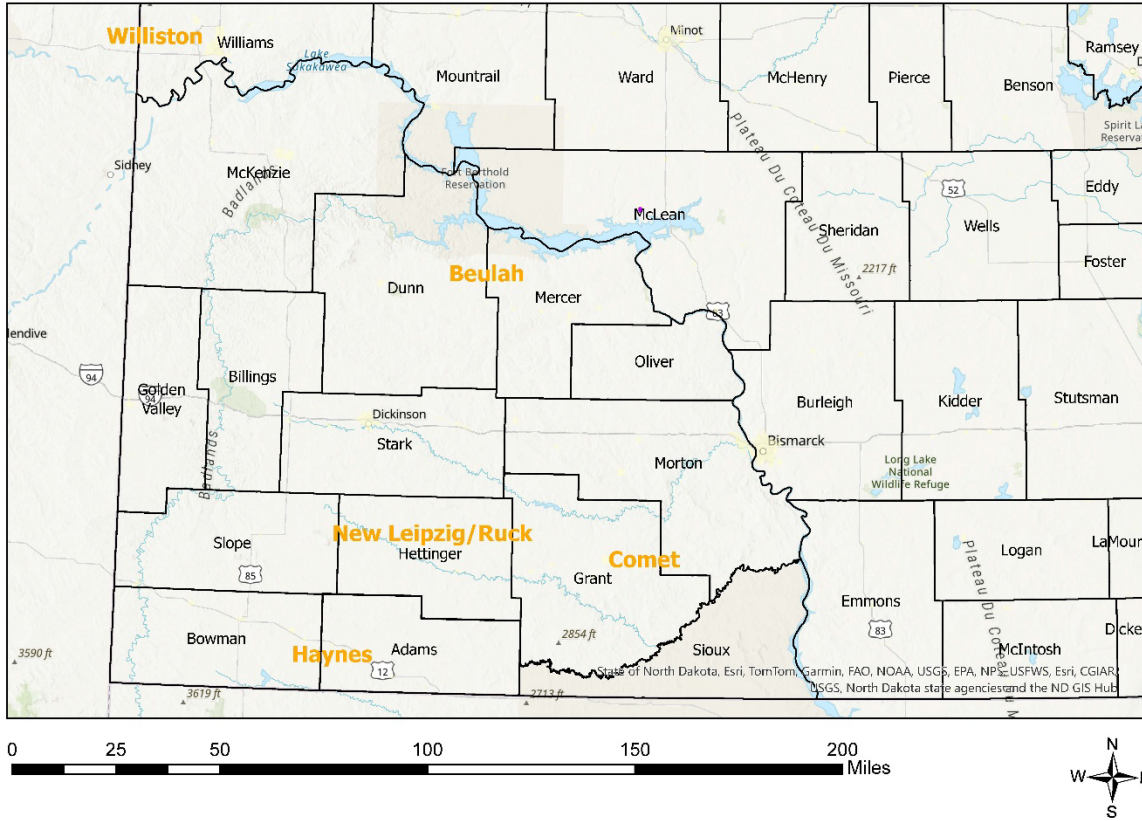 Williston
Williams
Lake
Sakakawea
Mountrail
Minot
Ward
McHenry
Pierce
Benson
Ramsey
D
Spirit La
Reservation
Sidney
McKenzie
Badlands
Fort Berthold
Reservation
McLean
Plateau Du Coteau Du Missouri
52
Eddy
Sheridan
Wells
2217 ft
Foster
Beulah
Dunn
Mercer
83
lendive
94
Golden
Valley
94
Billings
Oliver
Burleigh
Kidder
Stutsman
Dickinson
Stark
Badlands
Morton
Bismarck
Long Lake
National
Wildlife Refuge
New Leipzig/Ruck
Hettinger
Slope
85
Comet
Grant
Logan
LaMour
Plateau Du Coteau Du M
Emmons
83
McIntosh
Dicke
Bowman
Haynes
Adams
12
2854 ft
Sioux
3590 ft
3619 ft
2713 ft
State of North Dakota, Esri, TomTom, Garmin, FAO, NOAA, USGS, EPA, NPS, USFWS, Esri, CGIAR,
USGS, North Dakota state agencies and the ND GIS Hub
0 25 50 100 150 200
Miles
N
W E
S